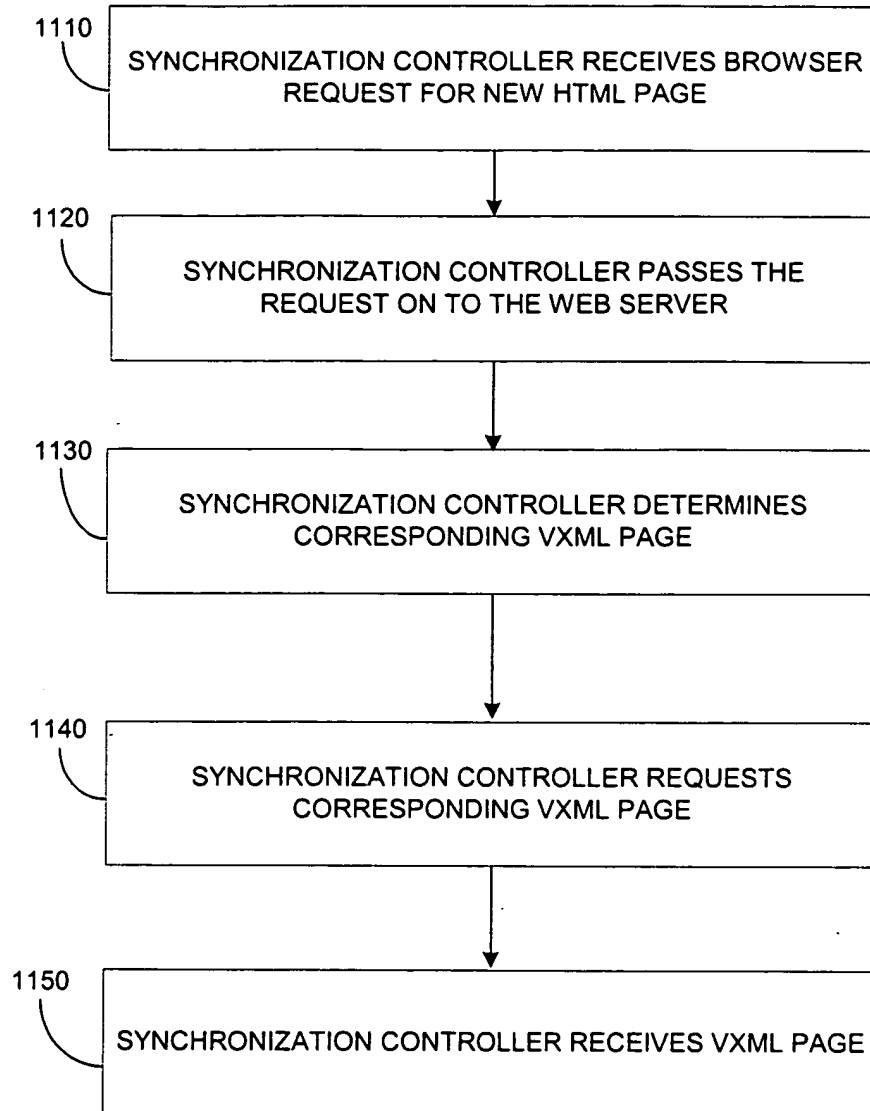 1110
SYNCHRONIZATION CONTROLLER RECEIVES BROWSER
REQUEST FOR NEW HTML PAGE
1120
SYNCHRONIZATION CONTROLLER PASSES THE
REQUEST ON TO THE WEB SERVER
1130
SYNCHRONIZATION CONTROLLER DETERMINES
CORRESPONDING VXML PAGE
1140
SYNCHRONIZATION CONTROLLER REQUESTS
CORRESPONDING VXML PAGE
1150
SYNCHRONIZATION CONTROLLER RECEIVES VXML PAGE